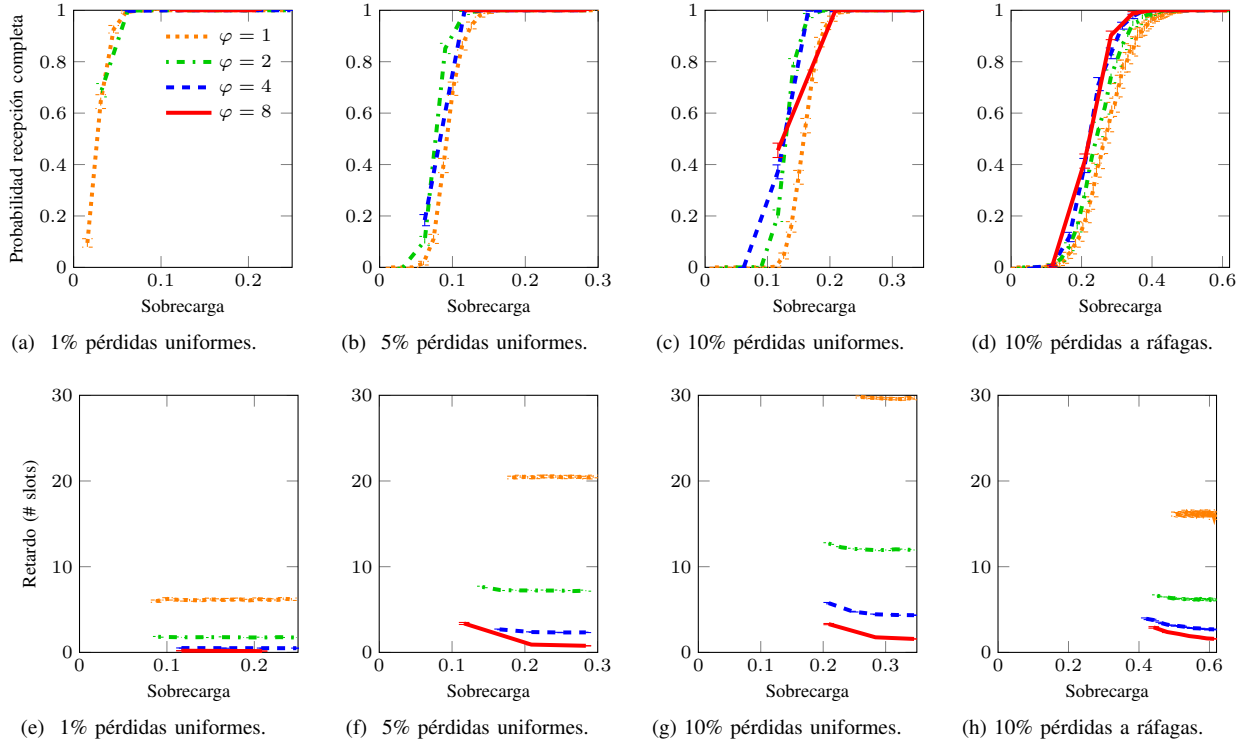 Probabilidad recepción completa
1
0.8
0.6
0.4
0.2
0
0 0.1 0.2
Sobrecarga
φ = 1
φ = 2
φ = 4
φ = 8
(a) 1% pérdidas uniformes.
1
0.8
0.6
0.4
0.2
0
0 0.1 0.2 0.3
Sobrecarga
(b) 5% pérdidas uniformes.
1
0.8
0.6
0.4
0.2
0
0 0.1 0.2 0.3
Sobrecarga
(c) 10% pérdidas uniformes.
1
0.8
0.6
0.4
0.2
0
0 0.2 0.4 0.6
Sobrecarga
(d) 10% pérdidas a ráfagas.
Retardo (# slots)
30
20
10
0
0 0.1 0.2
Sobrecarga
(e) 1% pérdidas uniformes.
30
20
10
0
0 0.1 0.2 0.3
Sobrecarga
(f) 5% pérdidas uniformes.
30
20
10
0
0 0.1 0.2 0.3
Sobrecarga
(g) 10% pérdidas uniformes.
30
20
10
0
0 0.2 0.4 0.6
Sobrecarga
(h) 10% pérdidas a ráfagas.